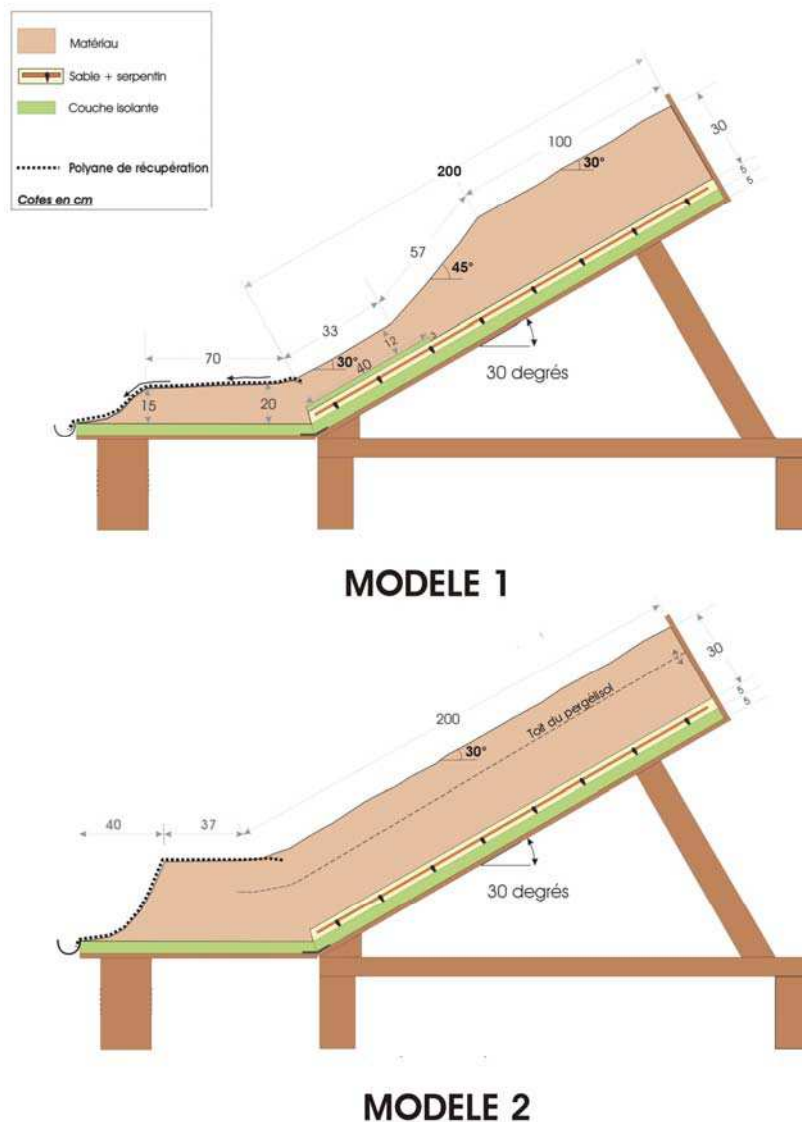 Matériau
Sable + serpentin
Couche isolante
Polyane de récupération
Cotes en cm
30
5
5
100
200
30°
57
45°
33
12
3
70
30°
40
30 degrés
15
20
MODELE 1
30
5
5
200
Toit du pergélisol
30°
40
37
30 degrés
MODELE 2